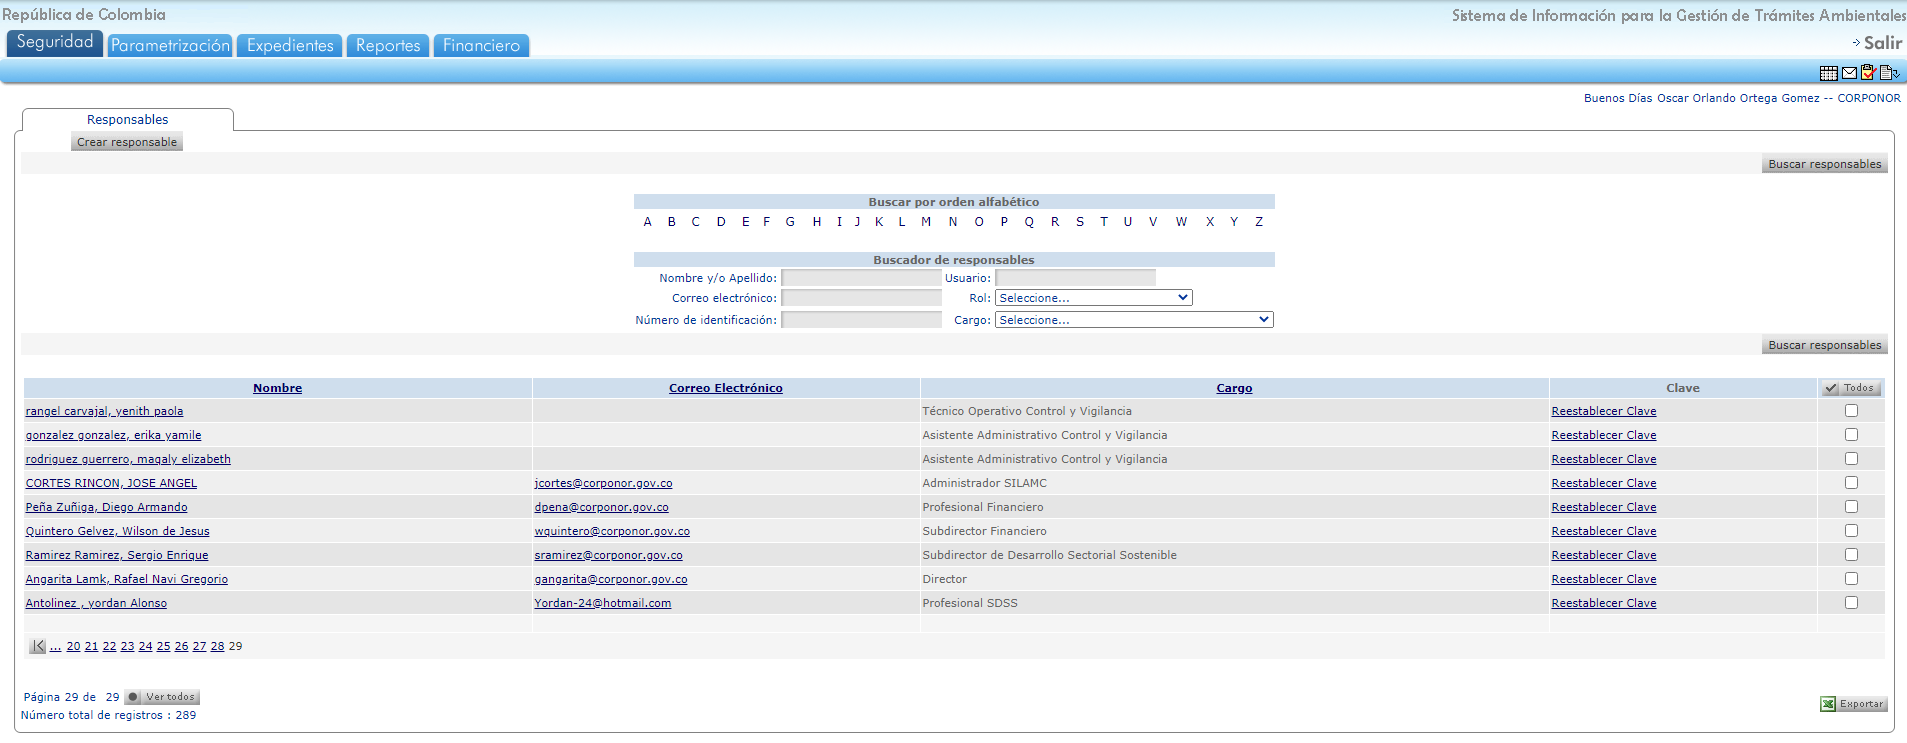 República de Colombia
Sistema de Información para la Gestión de Trámites Ambientales
Seguridad Parametrización Expedientes Reportes Financiero
Salir
Buenos Días Oscar Orlando Ortega Gomez -- CORPONOR
Responsables
Crear responsable
Buscar responsables
Buscar por orden alfabético
A B C D E F G H I J K L M N O P Q R S T U V W X Y Z
Buscador de responsables
Nombre y/o Apellido: Usuario:
Correo electrónico: Rol: Seleccione...
Número de identificación: Cargo: Seleccione...
Buscar responsables
Nombre Correo Electrónico Cargo Clave Todos
rangel carvajal, yenith paola Técnico Operativo Control y Vigilancia Reestablecer Clave
gonzalez gonzalez, erika yamile Asistente Administrativo Control y Vigilancia Reestablecer Clave
rodriguez guerrero, magaly elizabeth Asistente Administrativo Control y Vigilancia Reestablecer Clave
CORTES RINCON, JOSE ANGEL jcortes@corponor.gov.co Administrador SILAMC Reestablecer Clave
Peña Zuñiga, Diego Armando dpena@corponor.gov.co Profesional Financiero Reestablecer Clave
Quintero Gelvez, Wilson de Jesus wquintero@corponor.gov.co Subdirector Financiero Reestablecer Clave
Ramirez Ramirez, Sergio Enrique sramirez@corponor.gov.co Subdirector de Desarrollo Sectorial Sostenible Reestablecer Clave
Angarita Lamk, Rafael Navi Gregorio gangarita@corponor.gov.co Director Reestablecer Clave
Antolinez , yordan Alonso Yordan-24@hotmail.com Profesional SDSS Reestablecer Clave
... 20 21 22 23 24 25 26 27 28 29
Página 29 de 29 Ver todos
Número total de registros : 289
Exportar